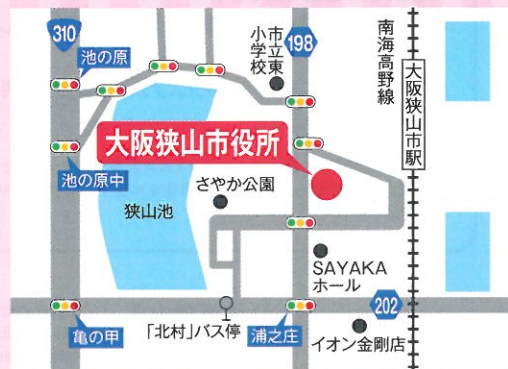 310
池の原
198
市立東
小学校
南海高野線
大阪狭山市駅
大阪狭山市役所
池の原中
さやか公園
狭山池
SAYAKA
ホール
202
亀の甲
「北村」バス停
浦之庄
イオン金剛店